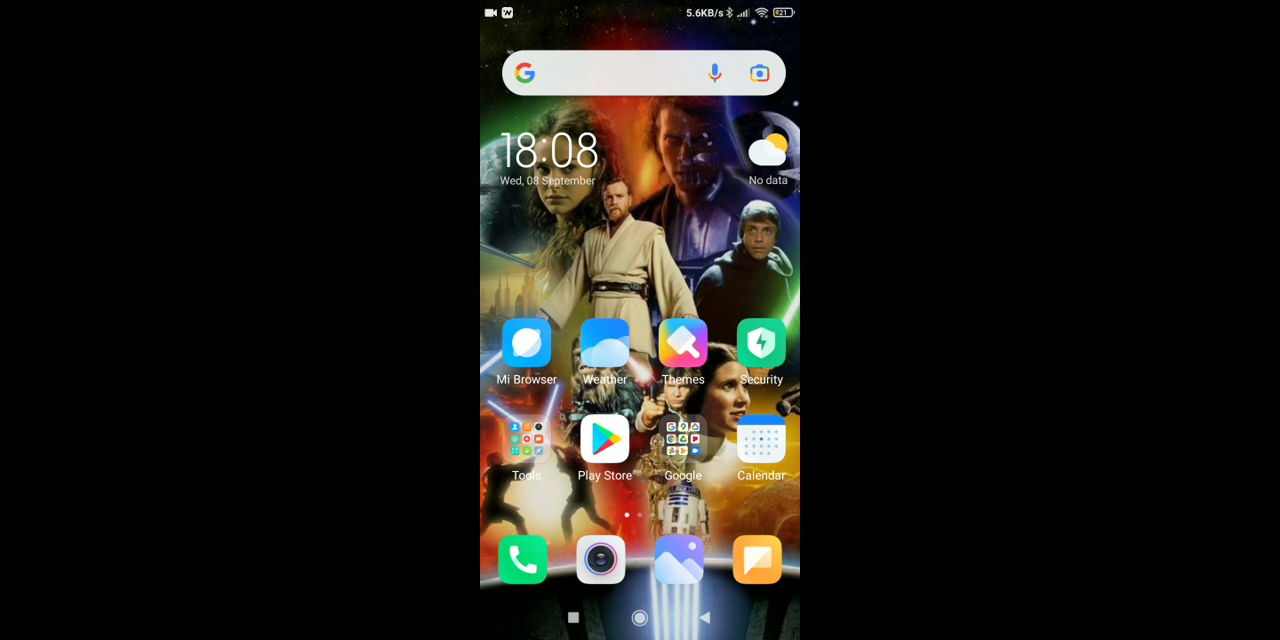 5.6KB/s
21
18:08
Wed, 08 September
No data
Mi Browser
Weather
Themes
Security
Tools
Play Store
Google
Calendar